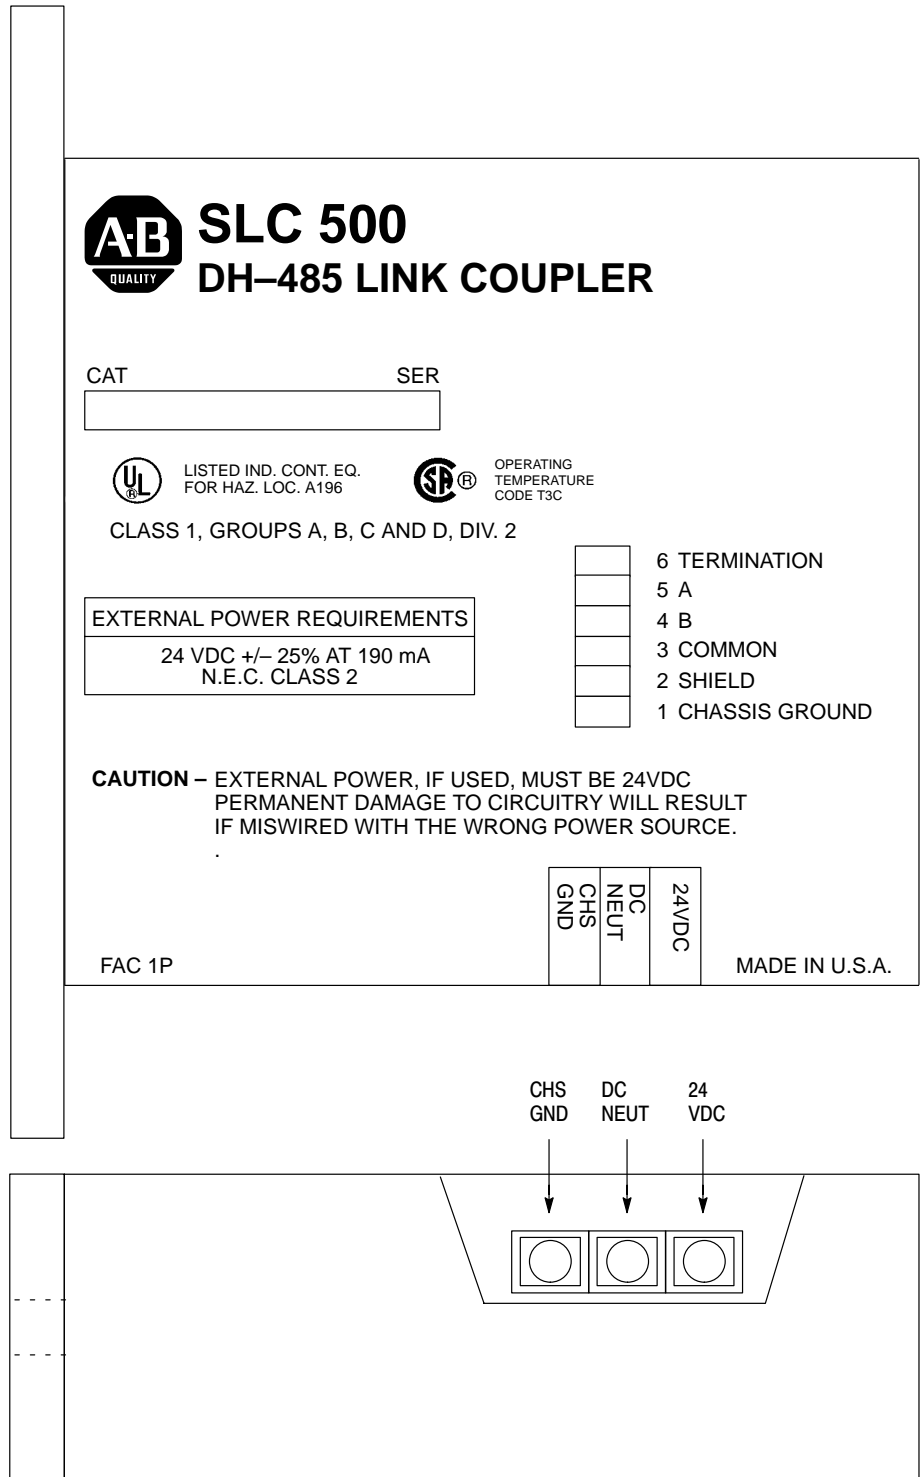 A·B
QUALITY
SLC 500
DH–485 LINK COUPLER
CAT SER
UL
®
LISTED IND. CONT. EQ.
FOR HAZ. LOC. A196
SA ®
OPERATING
TEMPERATURE
CODE T3C
CLASS 1, GROUPS A, B, C AND D, DIV. 2
6 TERMINATION
5 A
4 B
3 COMMON
2 SHIELD
1 CHASSIS GROUND
EXTERNAL POWER REQUIREMENTS
24 VDC +/– 25% AT 190 mA
N.E.C. CLASS 2
CAUTION – EXTERNAL POWER, IF USED, MUST BE 24VDC
PERMANENT DAMAGE TO CIRCUITRY WILL RESULT
IF MISWIRED WITH THE WRONG POWER SOURCE.
.
CHS
GND
DC
NEUT
24VDC
FAC 1P
MADE IN U.S.A.
CHS
GND
DC
NEUT
24
VDC